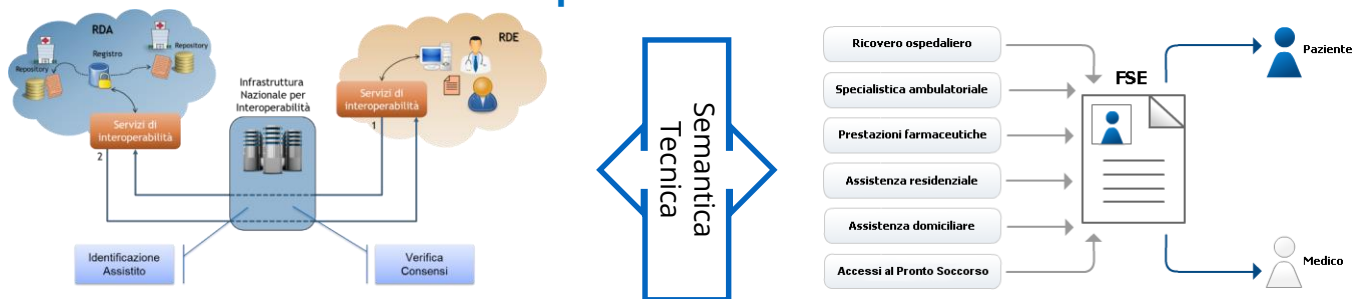 RDA
Repository
Registro
Repository
Servizi di
interoperabilità
2
Infrastruttura
Nazionale per
Interoperabilità
RDE
Servizi di
interoperabilità
1
Identificazione
Assistito
Verifica
Consensi
Semantica
Tecnica
Ricovero ospedaliero
Specialistica ambulatoriale
Prestazioni farmaceutiche
Assistenza residenziale
Assistenza domiciliare
Accessi al Pronto Soccorso
FSE
Paziente
Medico